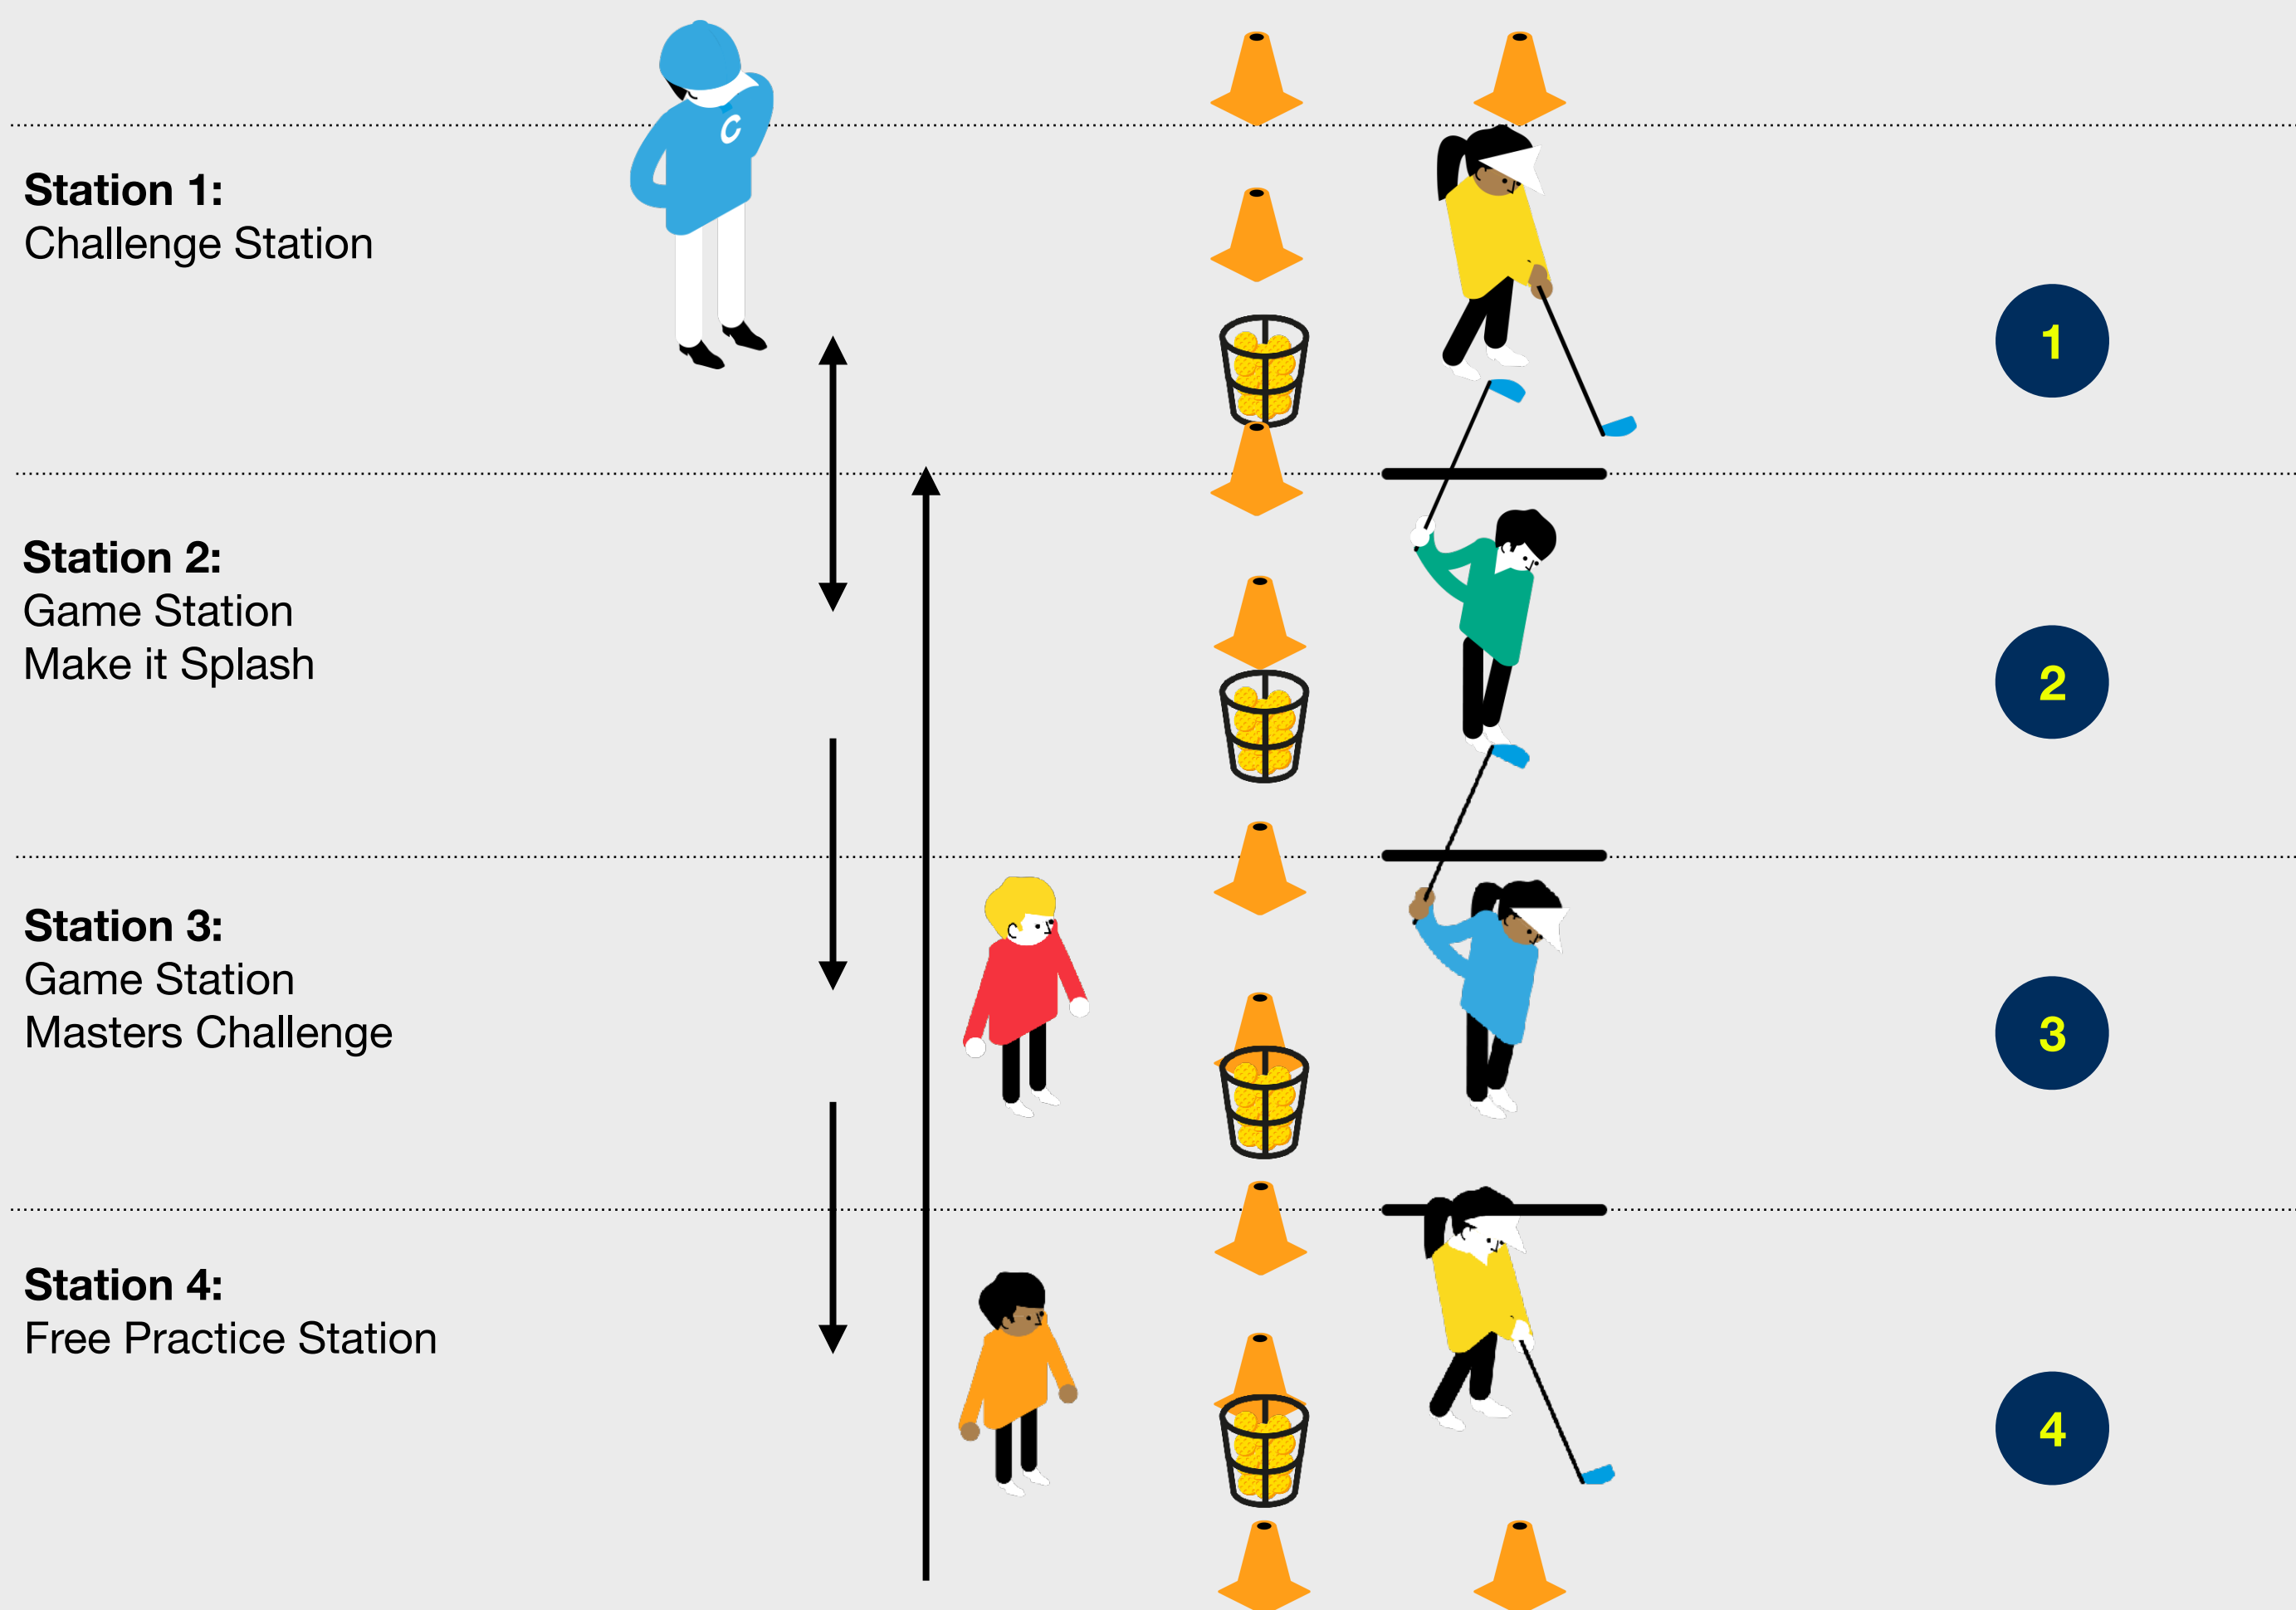 C
Station 1:
Challenge Station
1
Station 2:
Game Station
Make it Splash
2
Station 3:
Game Station
Masters Challenge
3
Station 4:
Free Practice Station
4